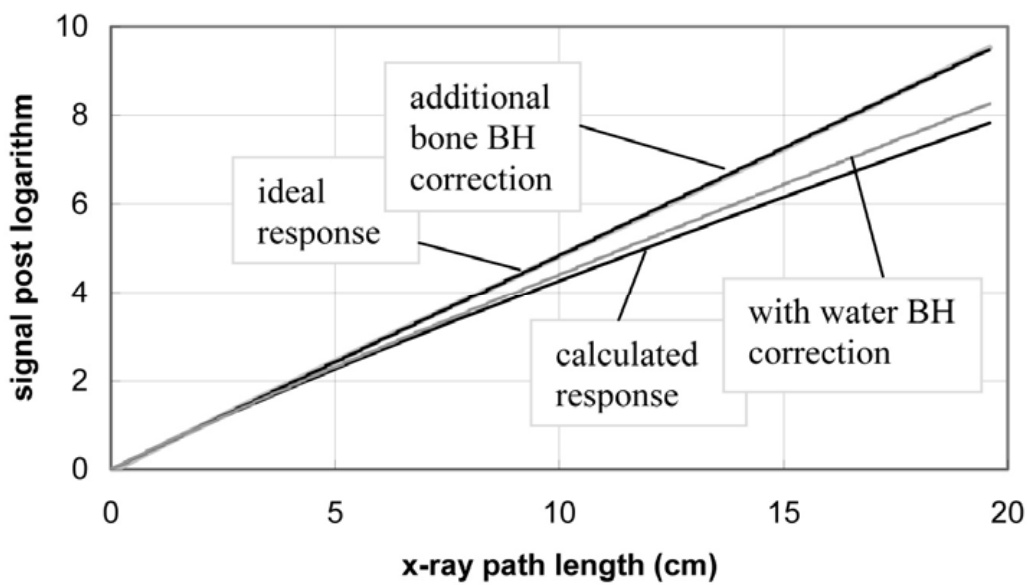 10
8
6
4
2
0
signal post logarithm
additional
bone BH
correction
ideal
response
with water BH
correction
calculated
response
0
5
10
15
20
x-ray path length (cm)